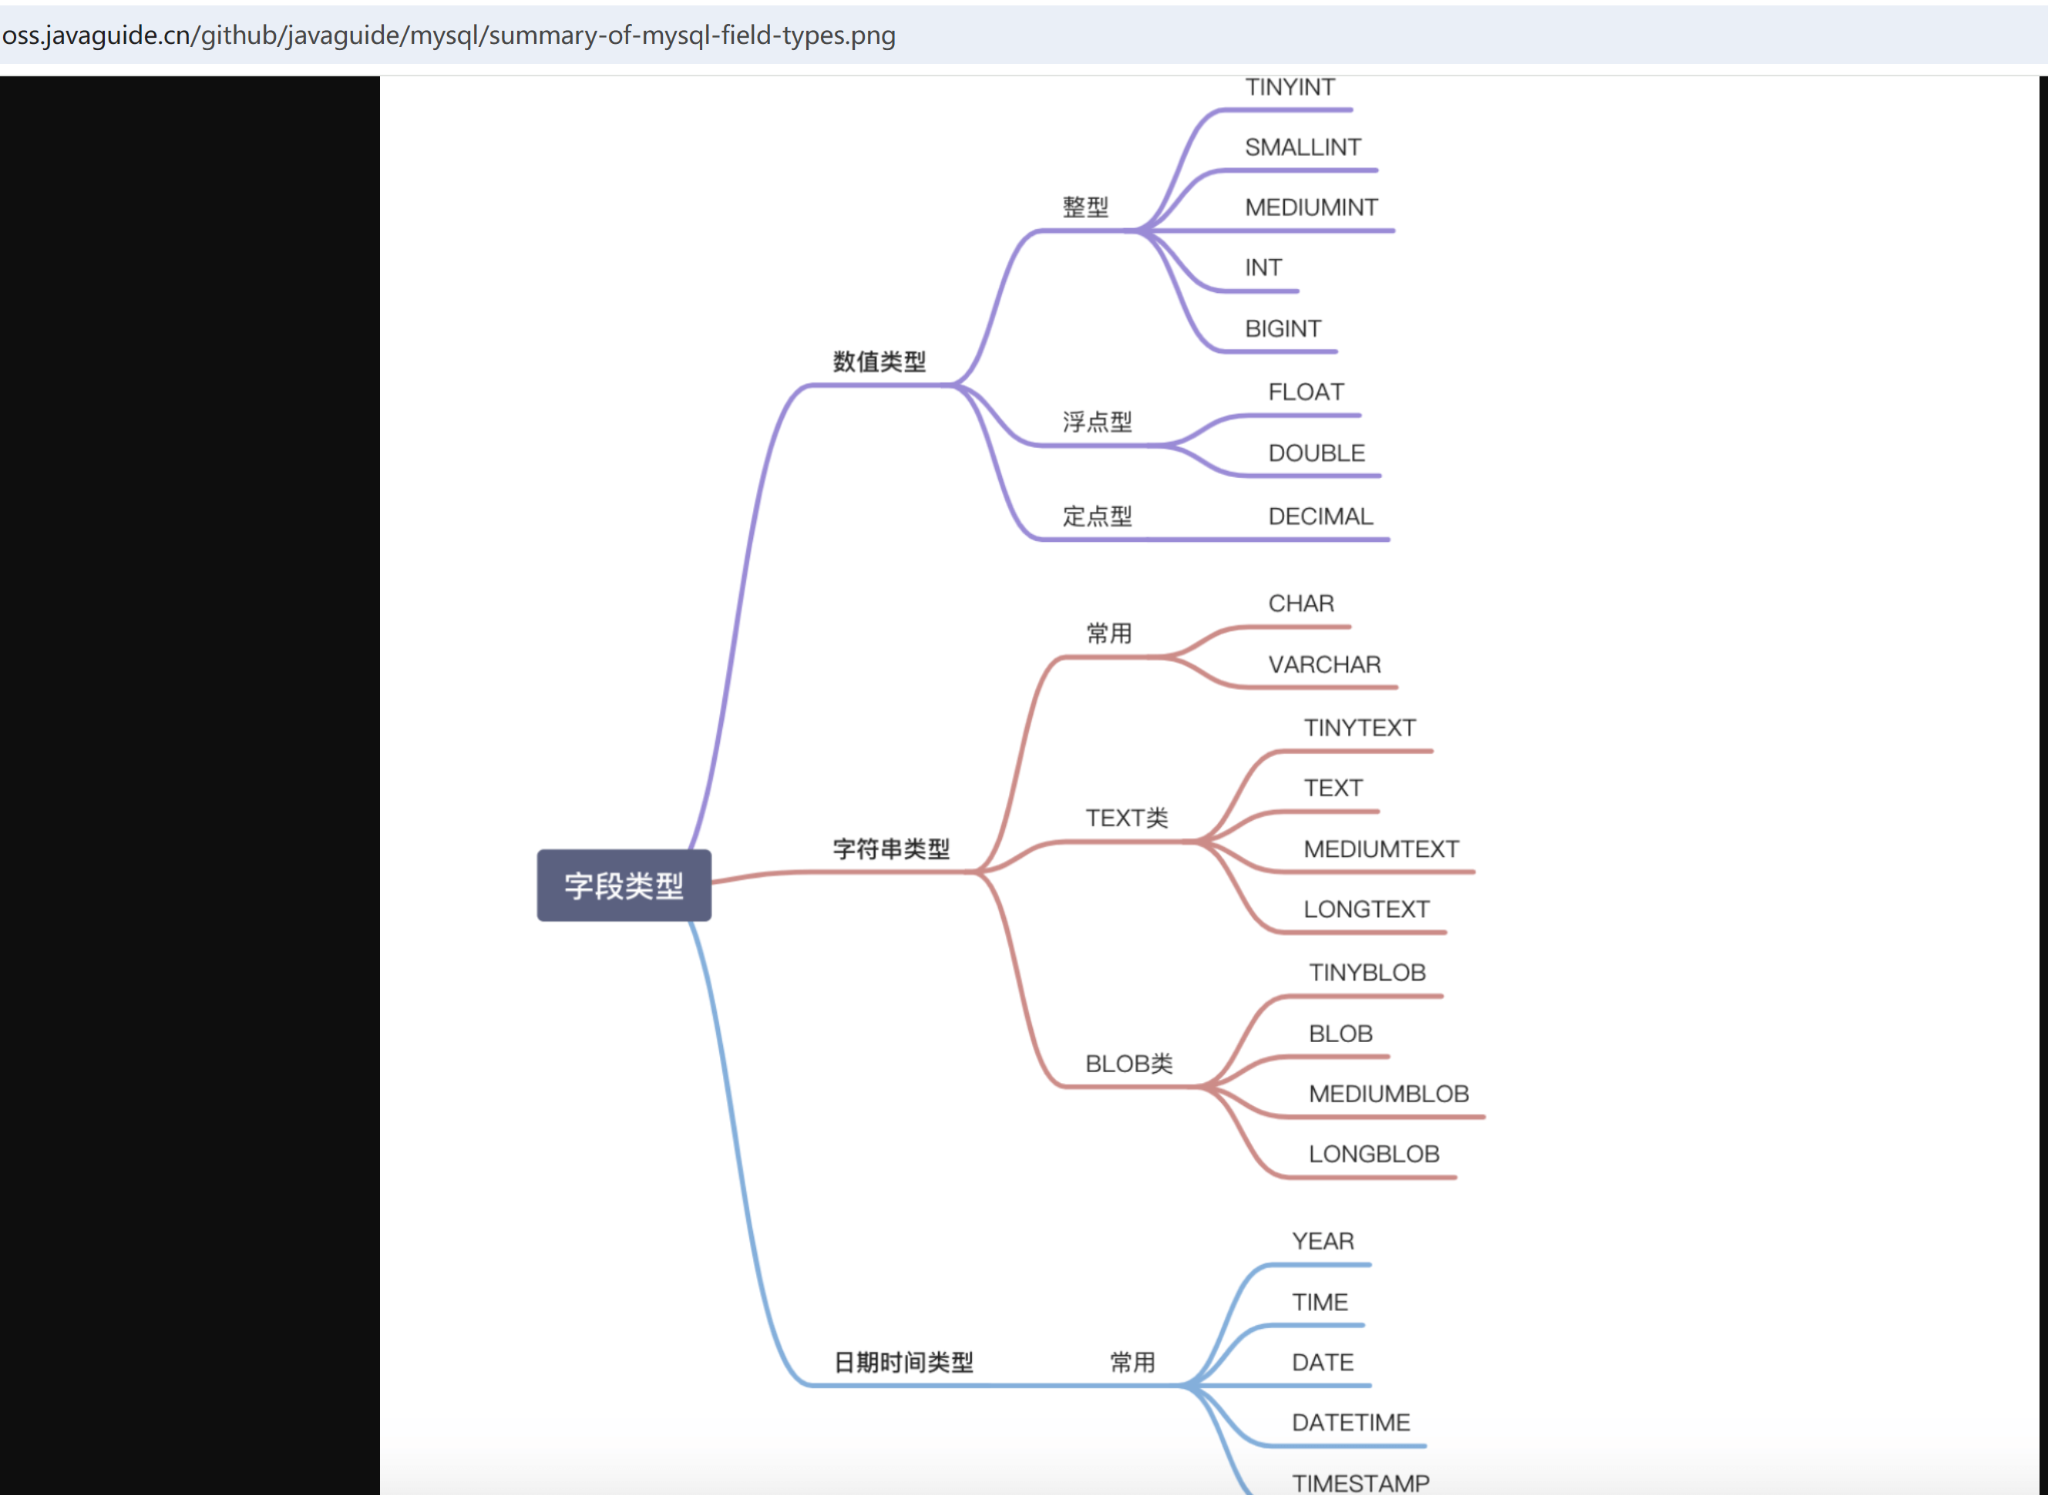 oss.javaguide.cn/github/javaguide/mysql/summary-of-mysql-field-types.png
字段类型
数值类型
整型
TINYINT
SMALLINT
MEDIUMINT
INT
BIGINT
浮点型
FLOAT
DOUBLE
定点型
DECIMAL
字符串类型
常用
CHAR
VARCHAR
TEXT类
TINYTEXT
TEXT
MEDIUMTEXT
LONGTEXT
BLOB类
TINYBLOB
BLOB
MEDIUMBLOB
LONGBLOB
日期时间类型
常用
YEAR
TIME
DATE
DATETIME
TIMESTAMP